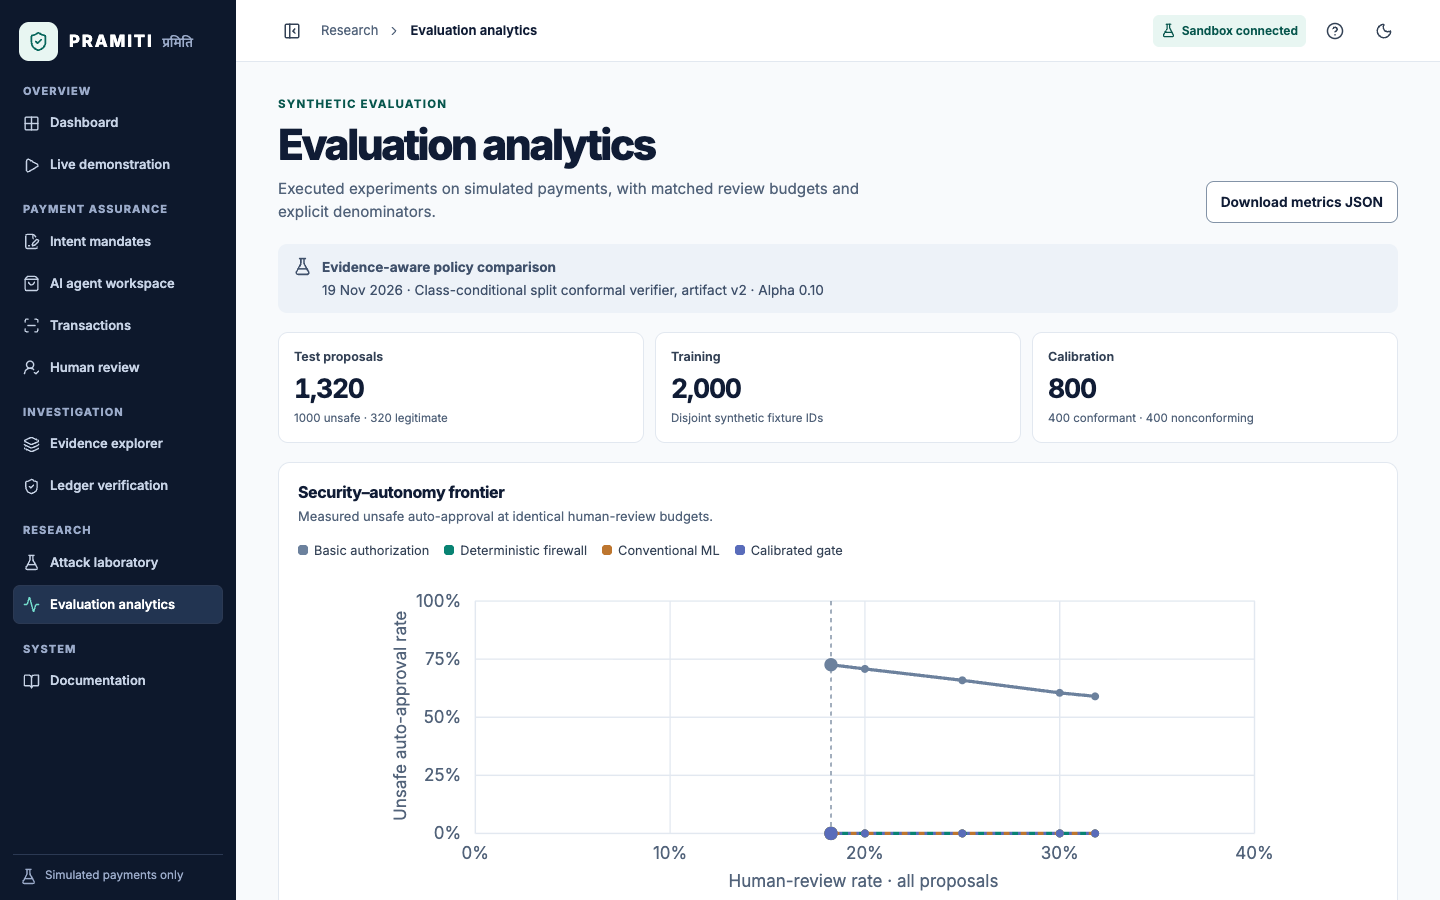 PRAMITI प्रमिति
OVERVIEW
Dashboard
Live demonstration
PAYMENT ASSURANCE
Intent mandates
AI agent workspace
Transactions
Human review
INVESTIGATION
Evidence explorer
Ledger verification
RESEARCH
Attack laboratory
Evaluation analytics
SYSTEM
Documentation
Simulated payments only
Research > Evaluation analytics
Sandbox connected
SYNTHETIC EVALUATION
Evaluation analytics
Executed experiments on simulated payments, with matched review budgets and
explicit denominators.
Download metrics JSON
Evidence-aware policy comparison
19 Nov 2026 · Class-conditional split conformal verifier, artifact v2 · Alpha 0.10
Test proposals
1,320
1000 unsafe · 320 legitimate
Training
2,000
Disjoint synthetic fixture IDs
Calibration
800
400 conformant · 400 nonconforming
Security–autonomy frontier
Measured unsafe auto-approval at identical human-review budgets.
Basic authorization
Deterministic firewall
Conventional ML
Calibrated gate
Unsafe auto-approval rate
100%
75%
50%
25%
0%
0% 10% 20% 30% 40%
Human-review rate · all proposals